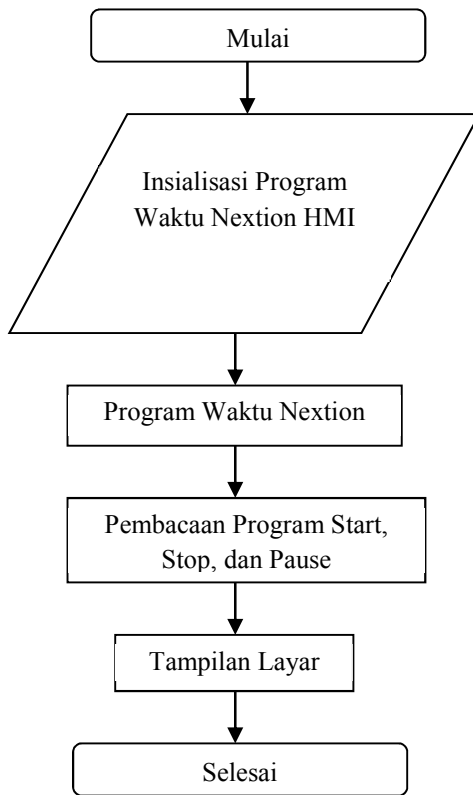 Mulai
Insialisasi Program
Waktu Nextion HMI
Program Waktu Nextion
Pembacaan Program Start,
Stop, dan Pause
Tampilan Layar
Selesai